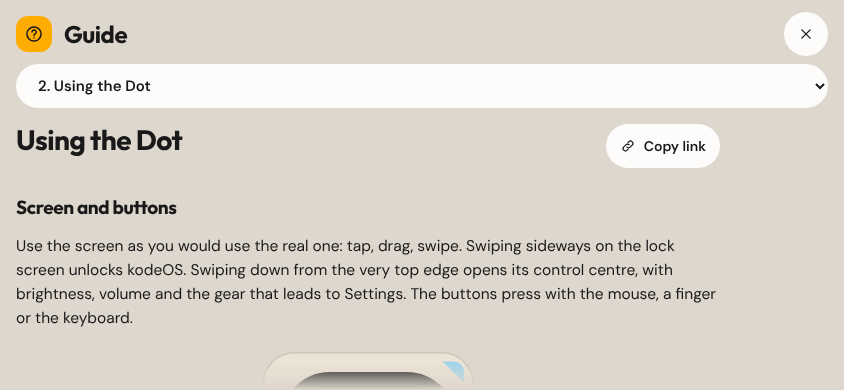 Guide
2. Using the Dot
Using the Dot
Copy link
Screen and buttons
Use the screen as you would use the real one: tap, drag, swipe. Swiping sideways on the lock
screen unlocks kodeOS. Swiping down from the very top edge opens its control centre, with
brightness, volume and the gear that leads to Settings. The buttons press with the mouse, a finger
or the keyboard.